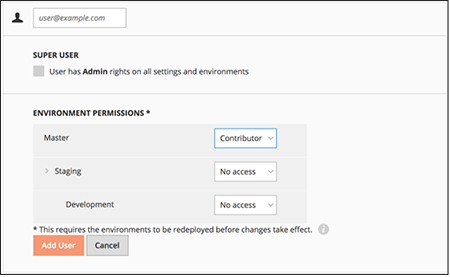 user@example.com
SUPER USER
User has Admin rights on all settings and environments
ENVIRONMENT PERMISSIONS *
Master Contributor
Staging No access
Development No access
* This requires the environments to be redeployed before changes take effect. i
Add User Cancel